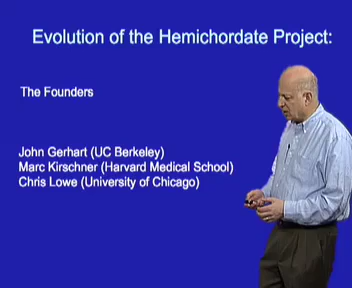 Evolution of the Hemichordate Project:
The Founders
John Gerhart (UC Berkeley)
Marc Kirschner (Harvard Medical School)
Chris Lowe (University of Chicago)